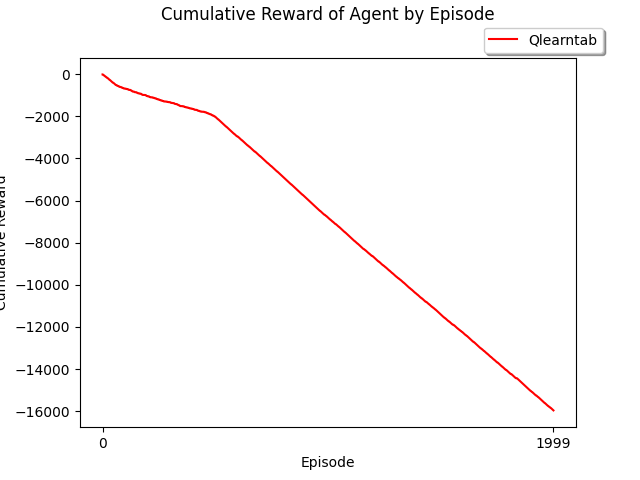 Cumulative Reward of Agent by Episode
Qlearntab
0
−2000
−4000
−6000
−8000
−10000
−12000
−14000
−16000
Cumulative Reward
0
1999
Episode